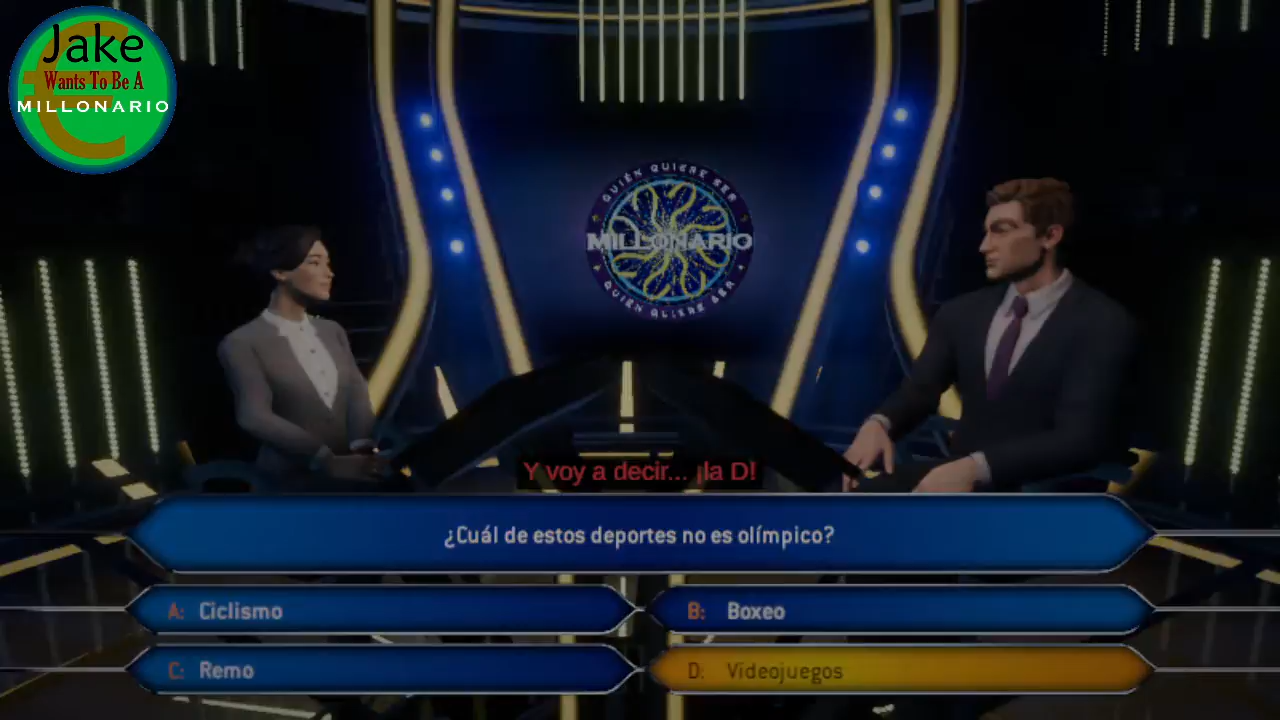 Jake
Wants To Be A
MILLONARIO
QUIÉN QUIERE SER
MILLONARIO
QUIÉN QUIERE SER
Y voy a decir... ¡la D!
¿Cuál de estos deportes no es olímpico?
A: Ciclismo
B: Boxeo
C: Remo
D: Videojuegos